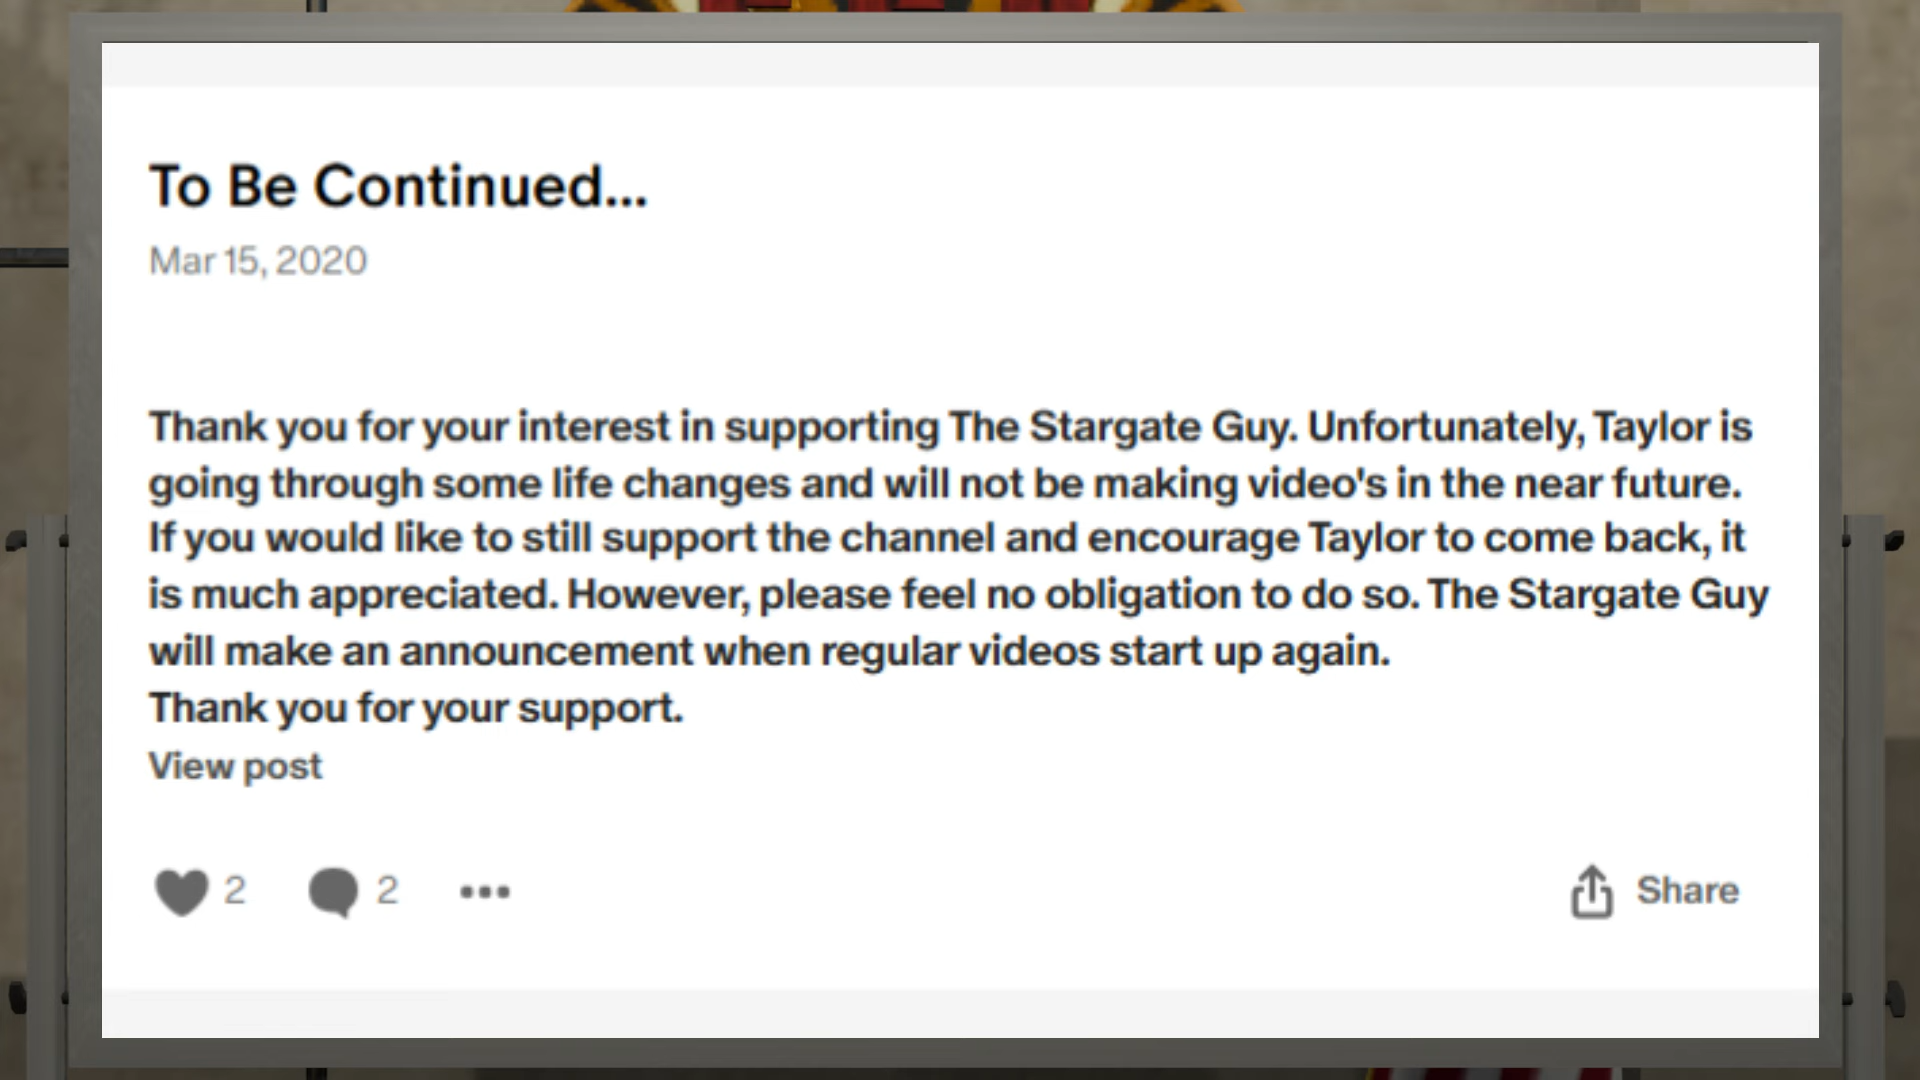 To Be Continued...
Mar 15, 2020
Thank you for your interest in supporting The Stargate Guy. Unfortunately, Taylor is
going through some life changes and will not be making video's in the near future.
If you would like to still support the channel and encourage Taylor to come back, it
is much appreciated. However, please feel no obligation to do so. The Stargate Guy
will make an announcement when regular videos start up again.
Thank you for your support.
View post
2 2 Share